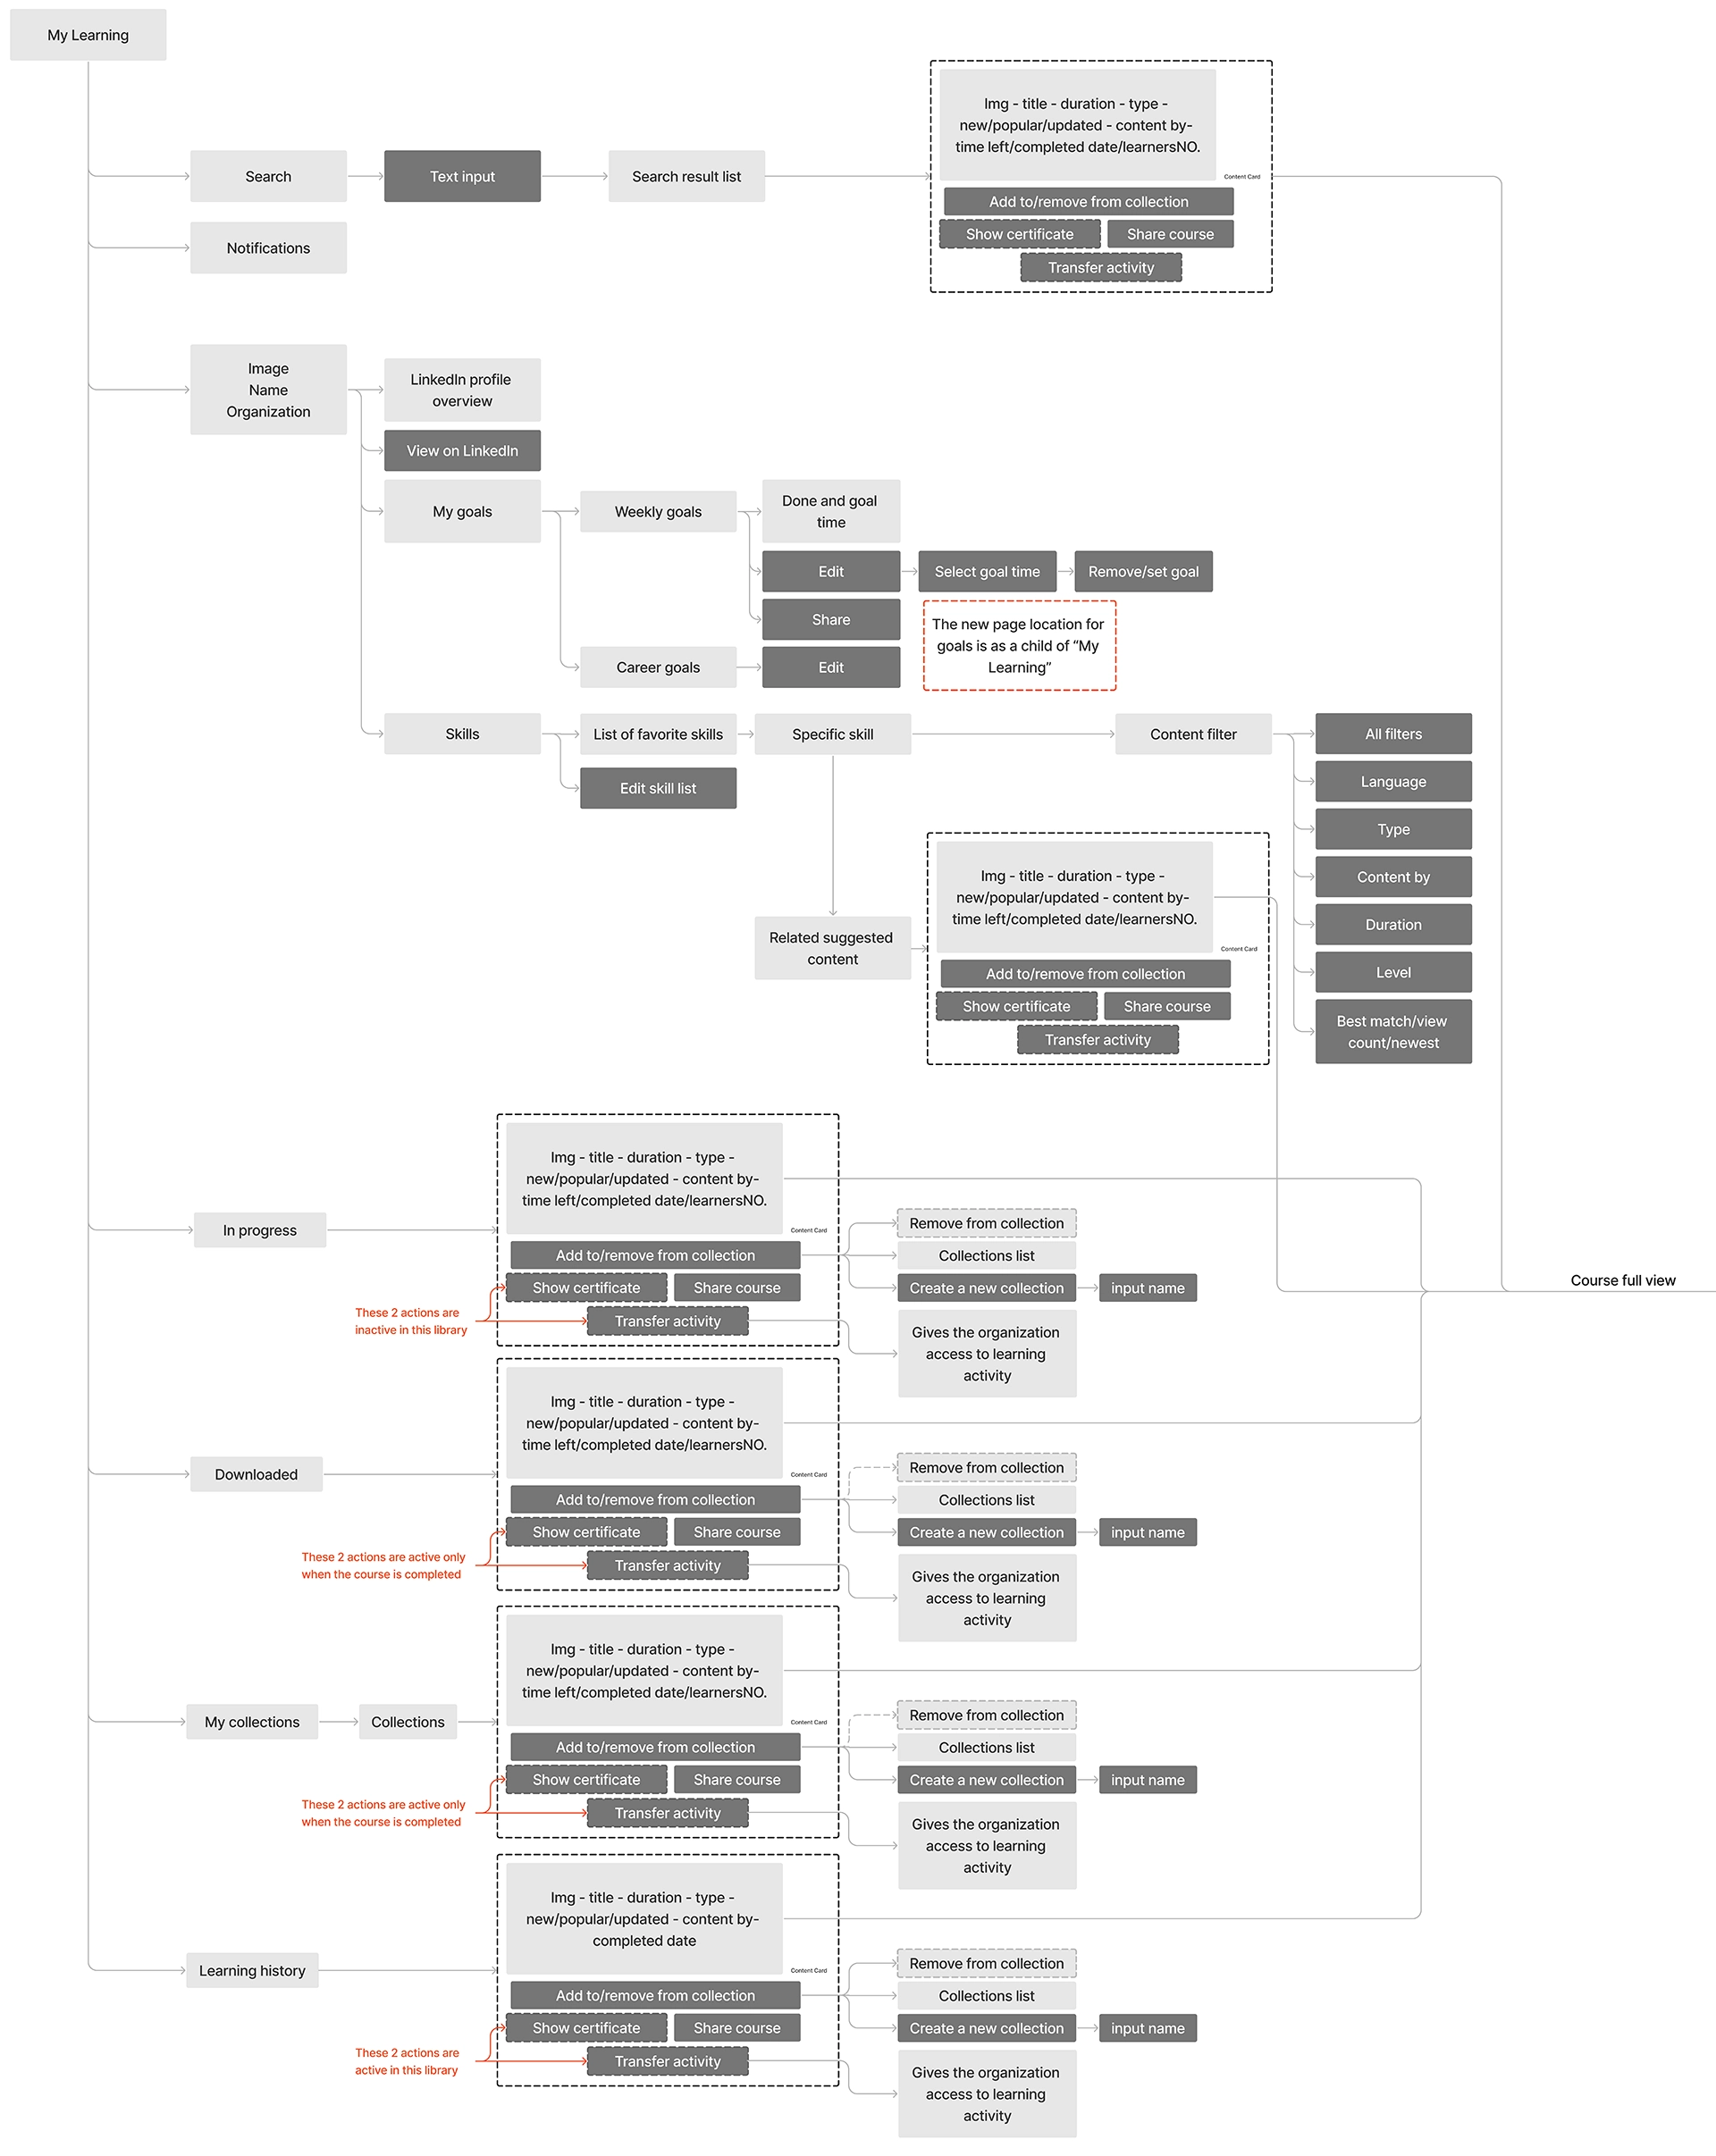 My Learning
Img - title - duration - type -
new/popular/updated - content by-
time left/completed date/learnersNO.
Content Card
Search
Text input
Search result list
Add to/remove from collection
Show certificate
Share course
Transfer activity
Notifications
Image
Name
Organization
LinkedIn profile
overview
View on LinkedIn
My goals
Weekly goals
Done and goal
time
Edit
Select goal time
Remove/set goal
Share
The new page location for
goals is as a child of “My
Learning”
Career goals
Edit
Skills
List of favorite skills
Specific skill
Content filter
All filters
Edit skill list
Language
Type
Content by
Duration
Level
Best match/view
count/newest
Related suggested
content
Img - title - duration - type -
new/popular/updated - content by-
time left/completed date/learnersNO.
Content Card
Add to/remove from collection
Show certificate
Share course
Transfer activity
In progress
Img - title - duration - type -
new/popular/updated - content by-
time left/completed date/learnersNO.
Content Card
Add to/remove from collection
Show certificate
Share course
Transfer activity
These 2 actions are
inactive in this library
Remove from collection
Collections list
Create a new collection
input name
Gives the organization
access to learning
activity
Course full view
Downloaded
Img - title - duration - type -
new/popular/updated - content by-
time left/completed date/learnersNO.
Content Card
Add to/remove from collection
Show certificate
Share course
Transfer activity
These 2 actions are active only
when the course is completed
Remove from collection
Collections list
Create a new collection
input name
Gives the organization
access to learning
activity
My collections
Collections
Img - title - duration - type -
new/popular/updated - content by-
time left/completed date/learnersNO.
Content Card
Add to/remove from collection
Show certificate
Share course
Transfer activity
These 2 actions are active only
when the course is completed
Remove from collection
Collections list
Create a new collection
input name
Gives the organization
access to learning
activity
Learning history
Img - title - duration - type -
new/popular/updated - content by-
completed date
Content Card
Add to/remove from collection
Show certificate
Share course
Transfer activity
These 2 actions are
active in this library
Remove from collection
Collections list
Create a new collection
input name
Gives the organization
access to learning
activity